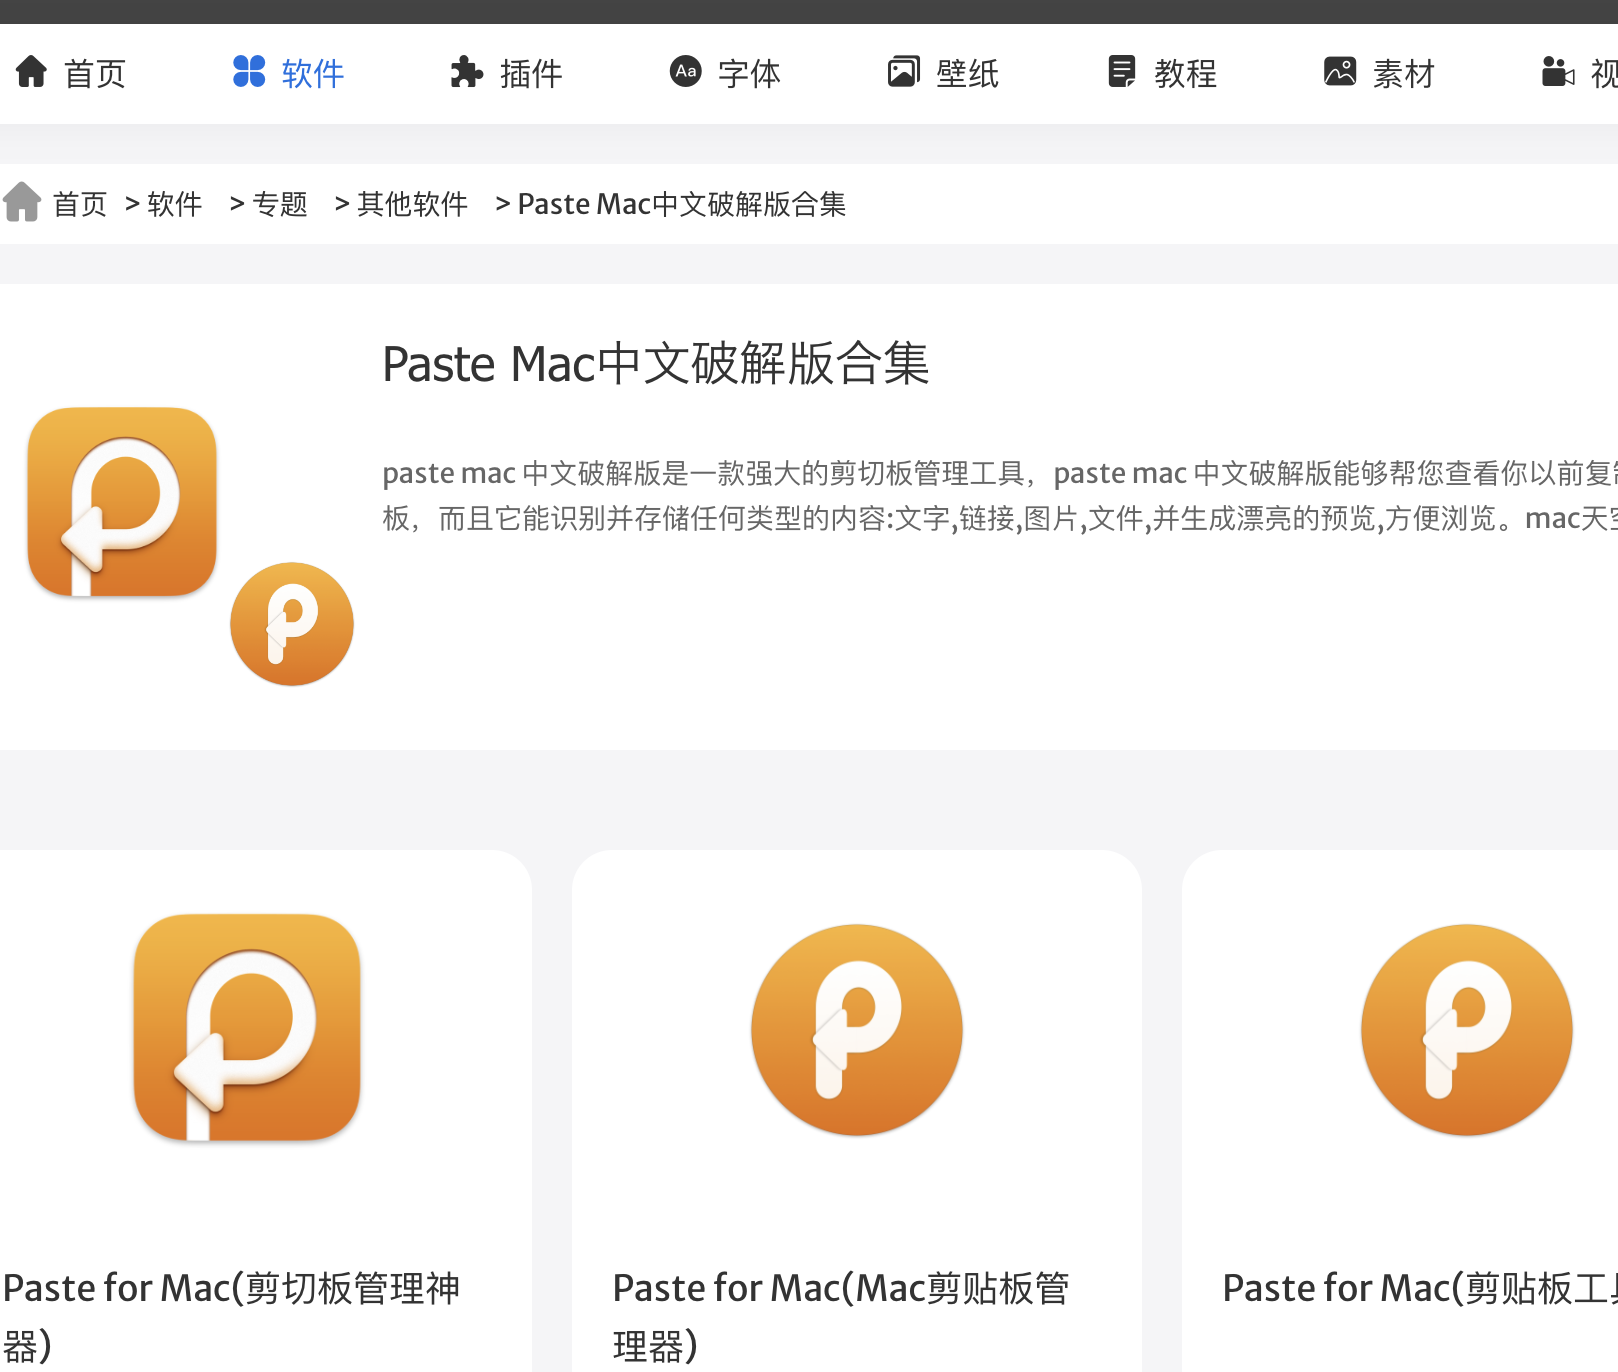 首页 软件 插件 字体 壁纸 教程 素材
首页 > 软件 > 专题 > 其他软件 > Paste Mac中文破解版合集
Paste Mac中文破解版合集
paste mac 中文破解版是一款强大的剪切板管理工具，paste mac 中文破解版能够帮您查看你以前复
板，而且它能识别并存储任何类型的内容:文字,链接,图片,文件,并生成漂亮的预览,方便浏览。mac天
Paste for Mac(剪切板管理神
器)
Paste for Mac(Mac剪贴板管
理器)
Paste for Mac(剪贴板工